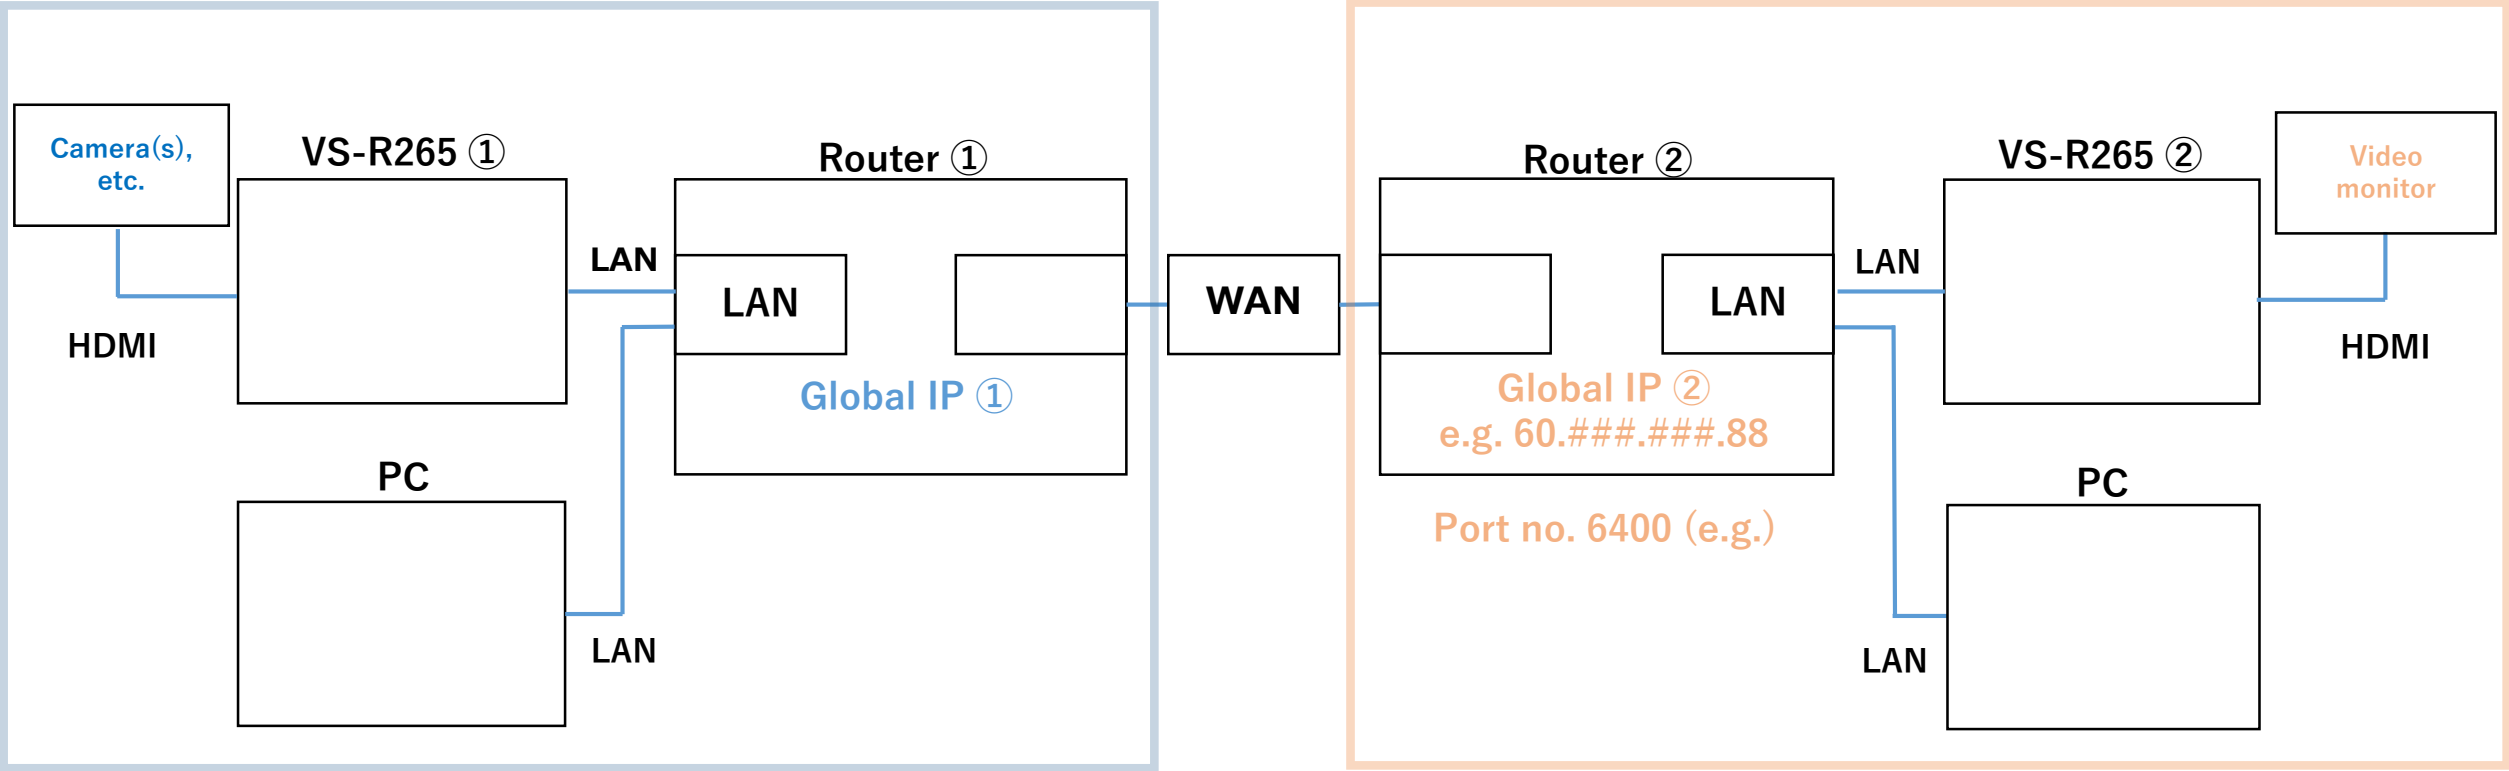 Camera(s),
etc.
VS-R265 ①
Router ①
LAN
LAN
HDMI
Global IP ①
PC
LAN
WAN
Router ②
VS-R265 ②
Video
monitor
LAN
LAN
HDMI
Global IP ②
e.g. 60.###.###.88
Port no. 6400 (e.g.)
PC
LAN